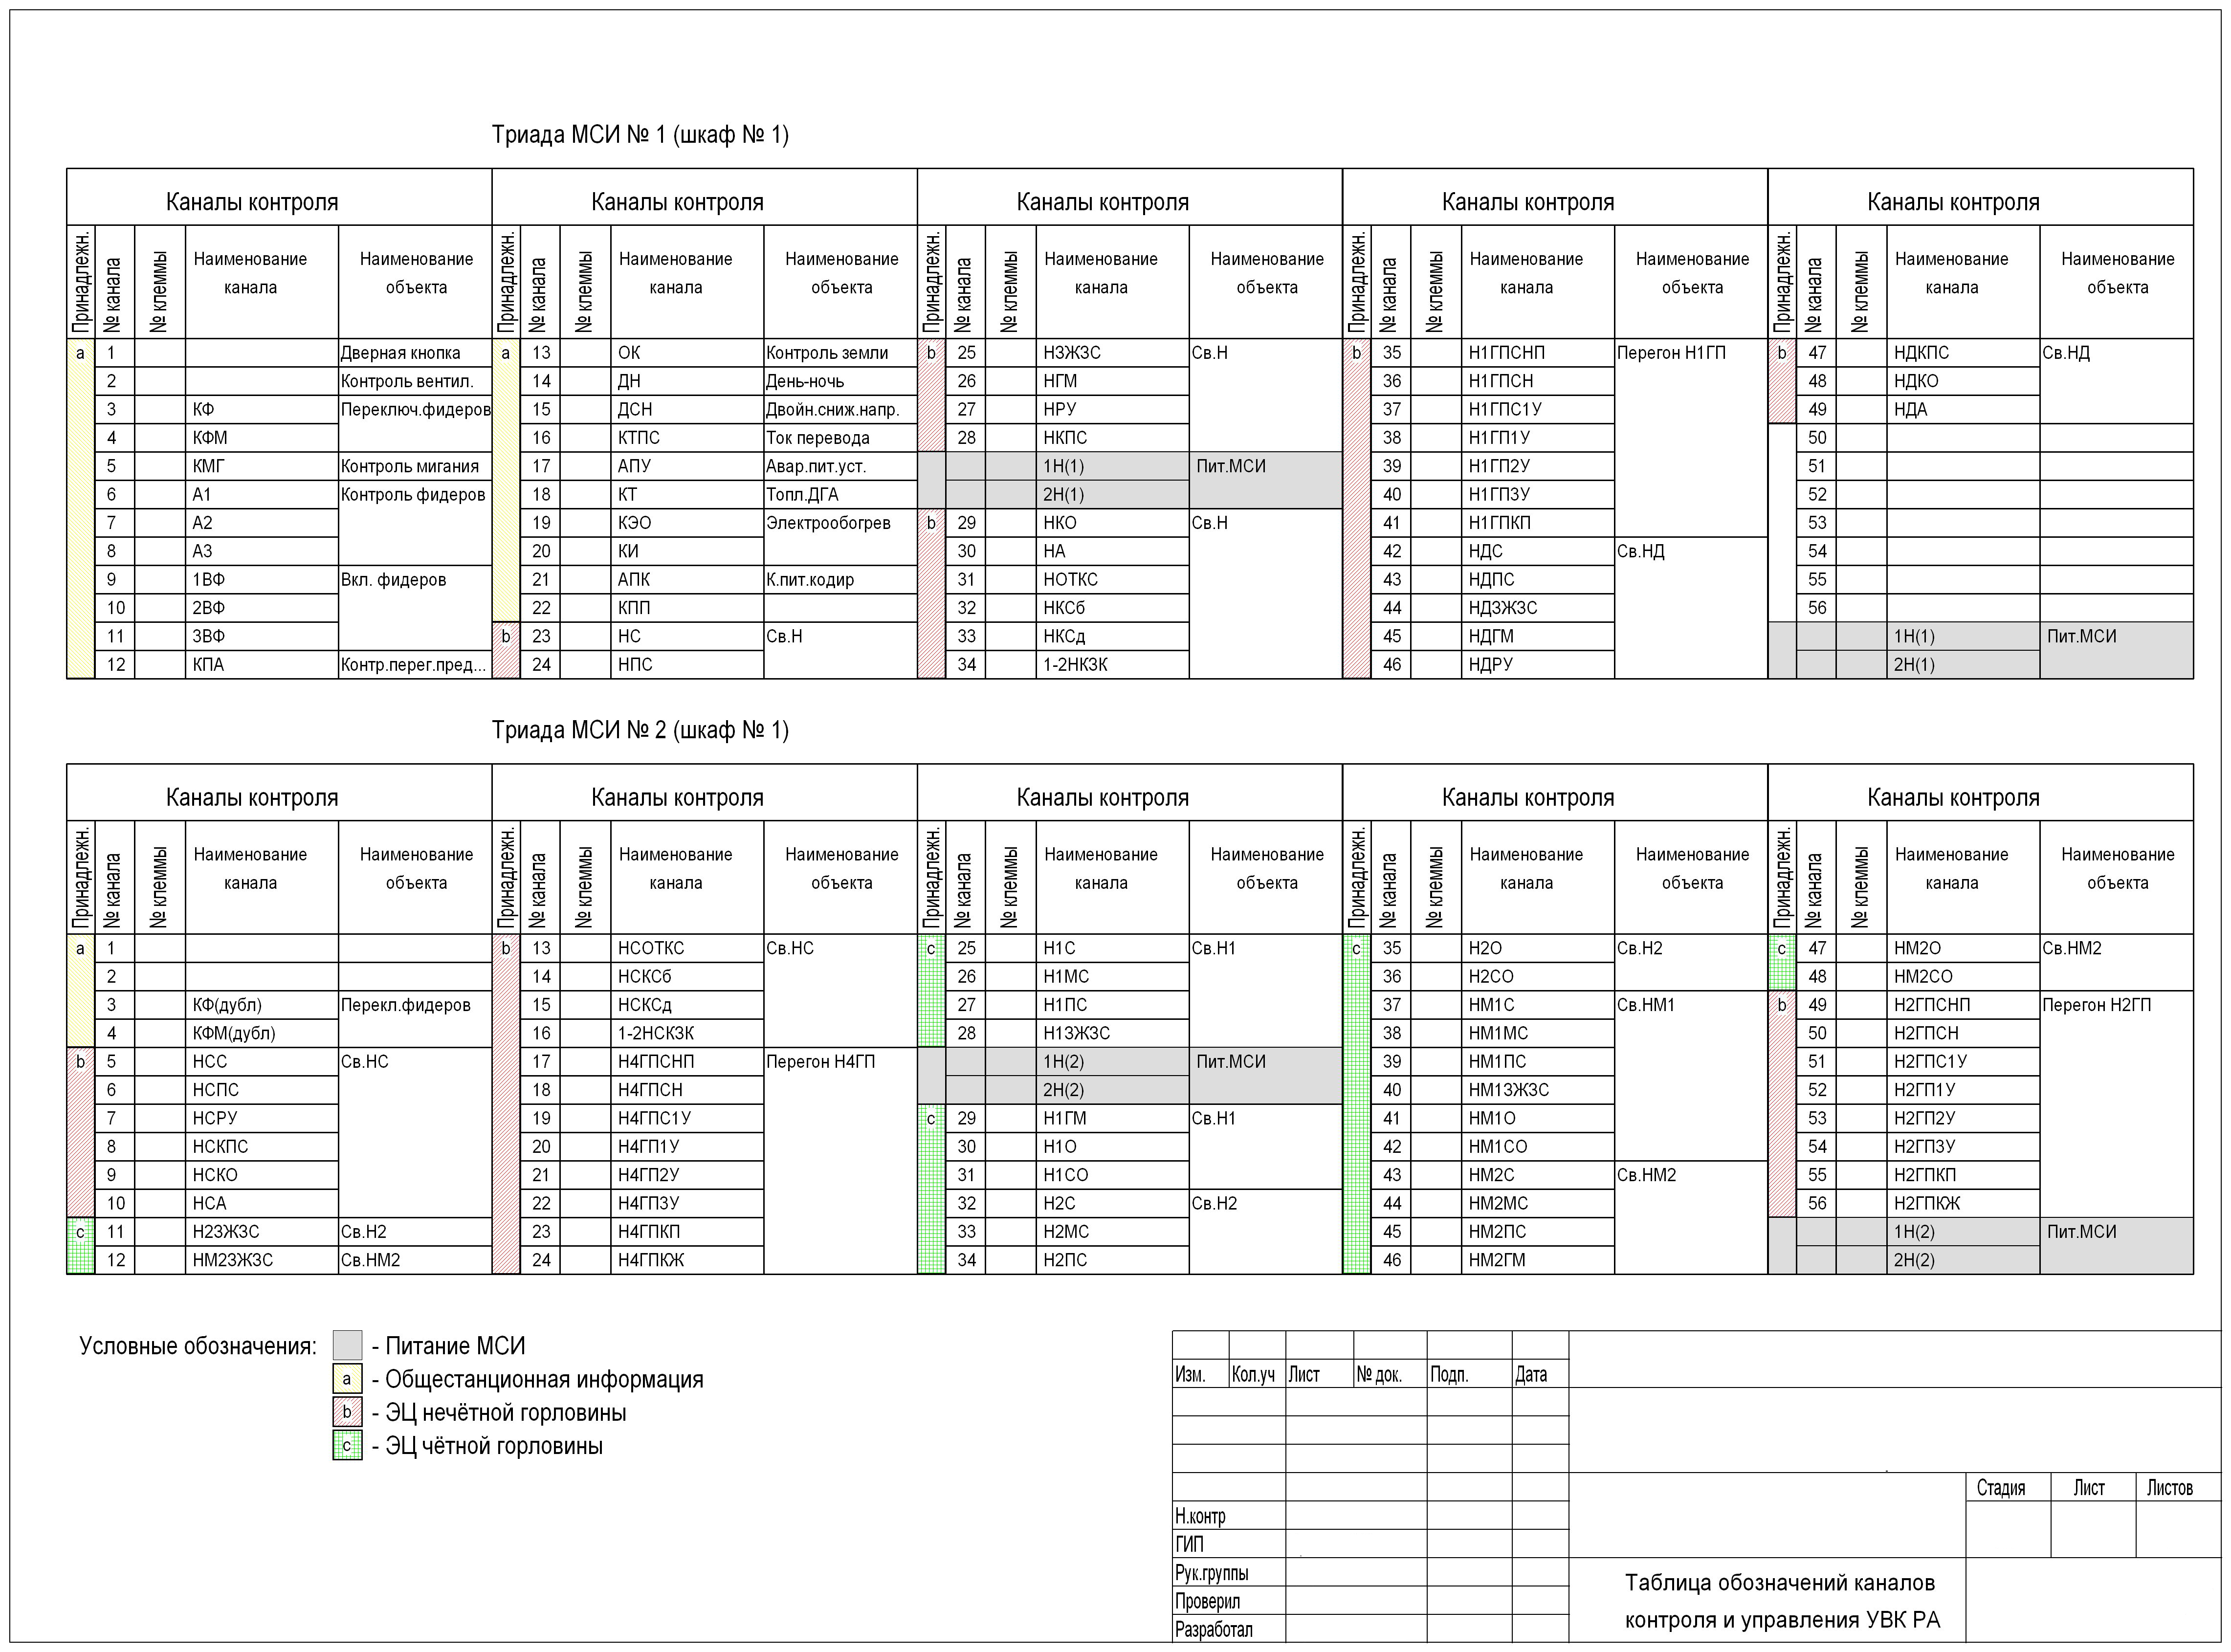 Триада МСИ № 1 (шкаф № 1)
Каналы контроля Каналы контроля Каналы контроля Каналы контроля Каналы контроля
Принадлежн. № канала № клеммы Наименование канала Наименование объекта Принадлежн. № канала № клеммы Наименование канала Наименование объекта Принадлежн. № канала № клеммы Наименование канала Наименование объекта Принадлежн. № канала № клеммы Наименование канала Наименование объекта Принадлежн. № канала № клеммы Наименование канала Наименование объекта
a 1 Дверная кнопка a 13 ОК Контроль земли b 25 НЗЖЗС Св.Н b 35 Н1ГПСНП Перегон Н1ГП b 47 НДКПС Св.НД
2 Контроль вентил. 14 ДН День-ночь 26 НГМ 36 Н1ГПСН 48 НДКО
3 КФ Переключ.фидеров 15 ДСН Двойн.сниж.напр. 27 НРУ 37 Н1ГПС1У 49 НДА
4 КФМ 16 КТПС Ток перевода 28 НКПС 38 Н1ГП1У 50
5 КМГ Контроль мигания 17 АПУ Авар.пит.уст. 1Н(1) Пит.МСИ 39 Н1ГП2У 51
6 А1 Контроль фидеров 18 КТ Топл.ДГА 2Н(1) 40 Н1ГП3У 52
7 А2 19 КЭО Электрообогрев b 29 НКО Св.Н 41 Н1ГПКП 53
8 А3 20 КИ 30 НА 42 НДС Св.НД 54
9 1ВФ Вкл. фидеров 21 АПК К.пит.кодир 31 НОТКС 43 НДПС 55
10 2ВФ 22 КПП 32 НКСб 44 НДЗЖЗС 56
11 3ВФ b 23 НС Св.Н 33 НКСд 45 НДГМ 1Н(1) Пит.МСИ
12 КПА Контр.перег.пред... 24 НПС 34 1-2НКЗК 46 НДРУ 2Н(1)
Триада МСИ № 2 (шкаф № 1)
Каналы контроля Каналы контроля Каналы контроля Каналы контроля Каналы контроля
Принадлежн. № канала № клеммы Наименование канала Наименование объекта Принадлежн. № канала № клеммы Наименование канала Наименование объекта Принадлежн. № канала № клеммы Наименование канала Наименование объекта Принадлежн. № канала № клеммы Наименование канала Наименование объекта Принадлежн. № канала № клеммы Наименование канала Наименование объекта
a 1 b 13 НСОТКС Св.НС c 25 Н1С Св.Н1 c 35 Н2О Св.Н2 c 47 НМ2О Св.НМ2
2 14 НСКСб 26 Н1МС 36 Н2СО 48 НМ2СО
3 КФ(дубл) Перекл.фидеров 15 НСКСд 27 Н1ПС 37 НМ1С Св.НМ1 b 49 Н2ГПСНП Перегон Н2ГП
4 КФМ(дубл) 16 1-2НСКЗК 28 Н1ЗЖЗС 38 НМ1МС 50 Н2ГПСН
b 5 НСС Св.НС 17 Н4ГПСНП Перегон Н4ГП 1Н(2) Пит.МСИ 39 НМ1ПС 51 Н2ГПС1У
6 НСПС 18 Н4ГПСН 2Н(2) 40 НМ1ЗЖЗС 52 Н2ГП1У
7 НСРУ 19 Н4ГПС1У c 29 Н1ГМ Св.Н1 41 НМ1О 53 Н2ГП2У
8 НСКПС 20 Н4ГП1У 30 Н1О 42 НМ1СО 54 Н2ГП3У
9 НСКО 21 Н4ГП2У 31 Н1СО 43 НМ2С Св.НМ2 55 Н2ГПКП
10 НСА 22 Н4ГП3У 32 Н2С Св.Н2 44 НМ2МС 56 Н2ГПКЖ
c 11 Н2ЗЖЗС Св.Н2 23 Н4ГПКП 33 Н2МС 45 НМ2ПС 1Н(2) Пит.МСИ
12 НМ2ЗЖЗС Св.НМ2 24 Н4ГПКЖ 34 Н2ПС 46 НМ2ГМ 2Н(2)
Условные обозначения: - Питание МСИ
a - Общестанционная информация
b - ЭЦ нечётной горловины
c - ЭЦ чётной горловины
Изм. Кол.уч Лист № док. Подп. Дата
Стадия Лист Листов
Н.контр
ГИП
Рук.группы
Проверил
Разработал
Таблица обозначений каналов
контроля и управления УВК РА